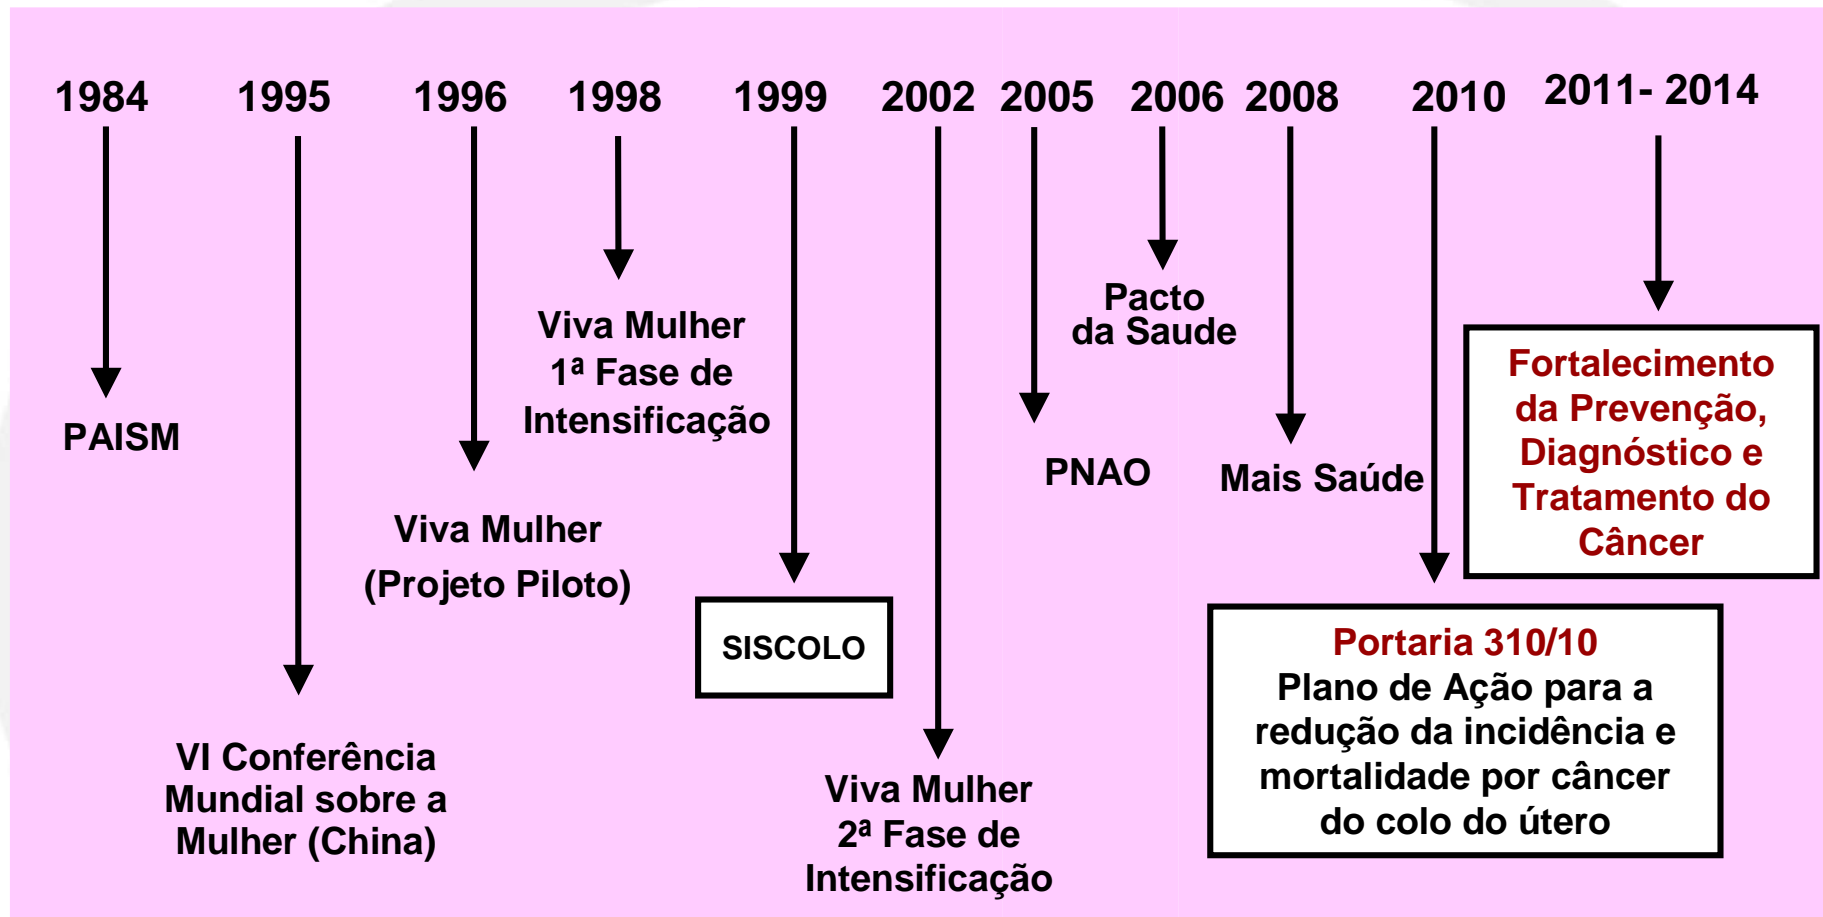 1984 1995 1996 1998 1999 2002 2005 2006 2008 2010 2011- 2014
PAISM
VI Conferência
Mundial sobre a
Mulher (China)
Viva Mulher
(Projeto Piloto)
Viva Mulher
1ª Fase de
Intensificação
SISCOLO
Viva Mulher
2ª Fase de
Intensificação
PNAO
Pacto
da Saude
Mais Saúde
Portaria 310/10
Plano de Ação para a
redução da incidência e
mortalidade por câncer
do colo do útero
Fortalecimento
da Prevenção,
Diagnóstico e
Tratamento do
Câncer